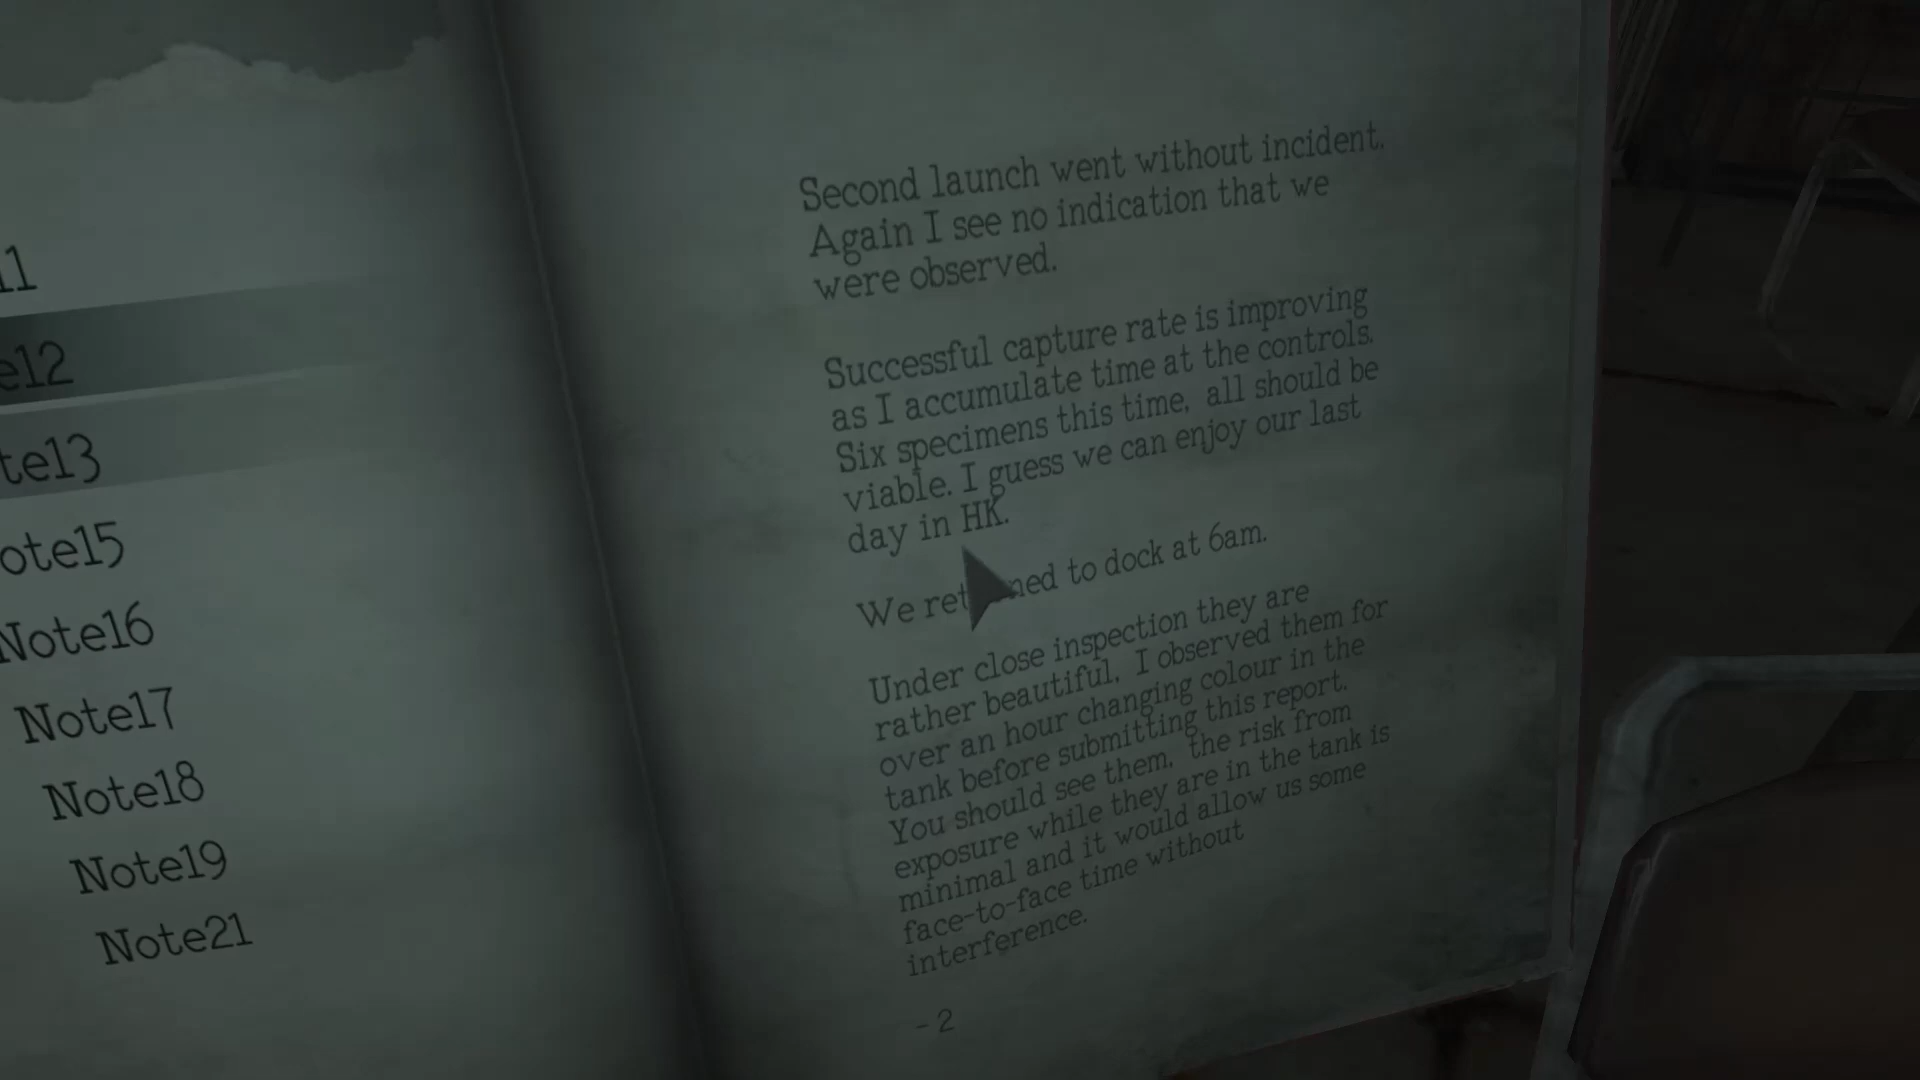 11
e12
te13
ote15
Note16
Note17
Note18
Note19
Note21
Second launch went without incident.
Again I see no indication that we
were observed.
Successful capture rate is improving
as I accumulate time at the controls.
Six specimens this time, all should be
viable. I guess we can enjoy our last
day in HK.
We ret ned to dock at 6am.
Under close inspection they are
rather beautiful, I observed them for
over an hour changing colour in the
tank before submitting this report.
You should see them, the risk from
exposure while they are in the tank is
minimal and it would allow us some
face-to-face time without
interference.
- 2